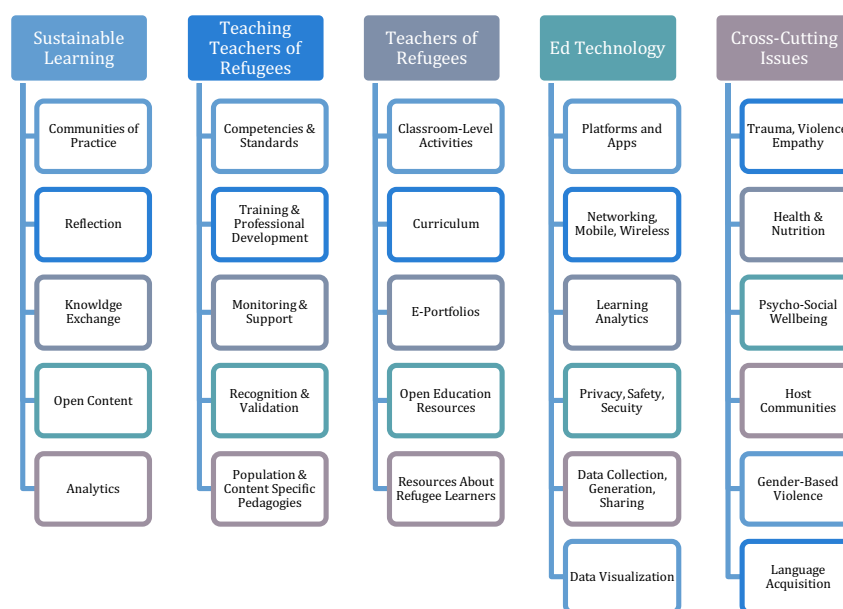 Sustainable
Learning
Communities of
Practice
Reflection
Knowldge
Exchange
Open Content
Analytics
Teaching
Teachers of
Refugees
Competencies &
Standards
Training &
Professional
Development
Monitoring &
Support
Recognition &
Validation
Population &
Content Specific
Pedagogies
Teachers of
Refugees
Classroom-Level
Activities
Curriculum
E-Portfolios
Open Education
Resources
Resources About
Refugee Learners
Ed Technology
Platforms and
Apps
Networking,
Mobile, Wireless
Learning
Analytics
Privacy, Safety,
Secuity
Data Collection,
Generation,
Sharing
Data Visualization
Cross-Cutting
Issues
Trauma, Violence
Empathy
Health &
Nutrition
Psycho-Social
Wellbeing
Host
Communities
Gender-Based
Violence
Language
Acquisition